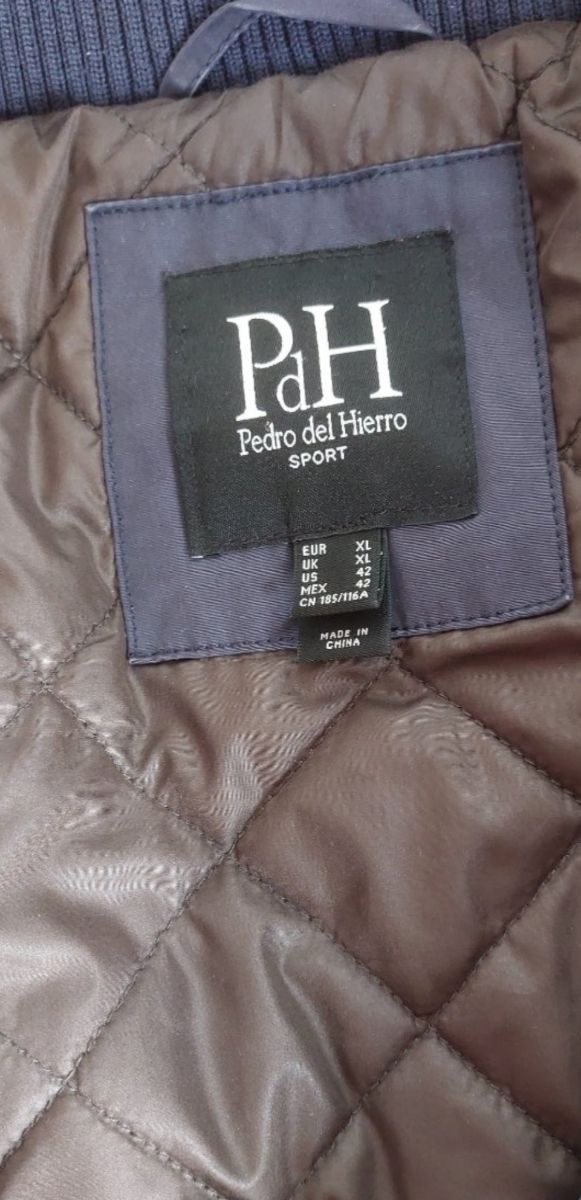 PdH
Pedro del Hierro
SPORT
EUR XL
UK XL
US 42
MEX 42
CN 185/116A
MADE IN
CHINA